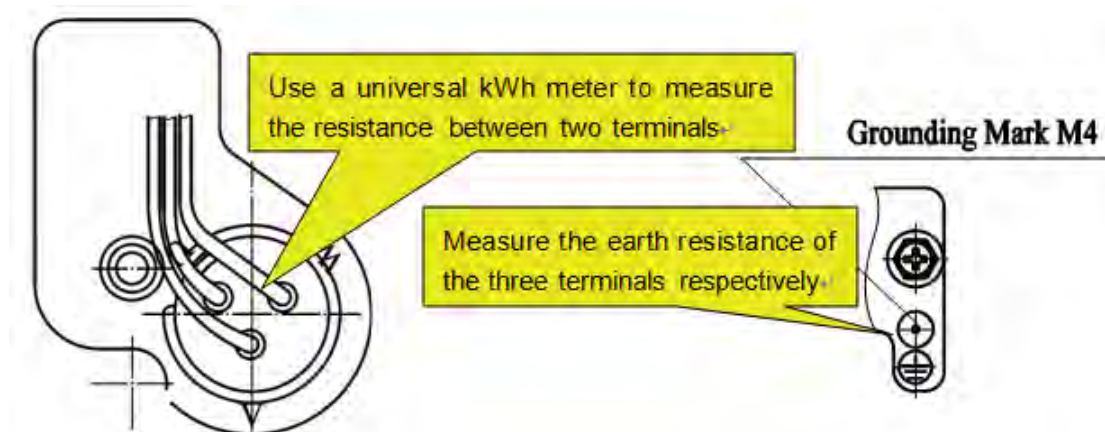 Use a universal kWh meter to measure
the resistance between two terminals
Grounding Mark M4
Measure the earth resistance of
the three terminals respectively